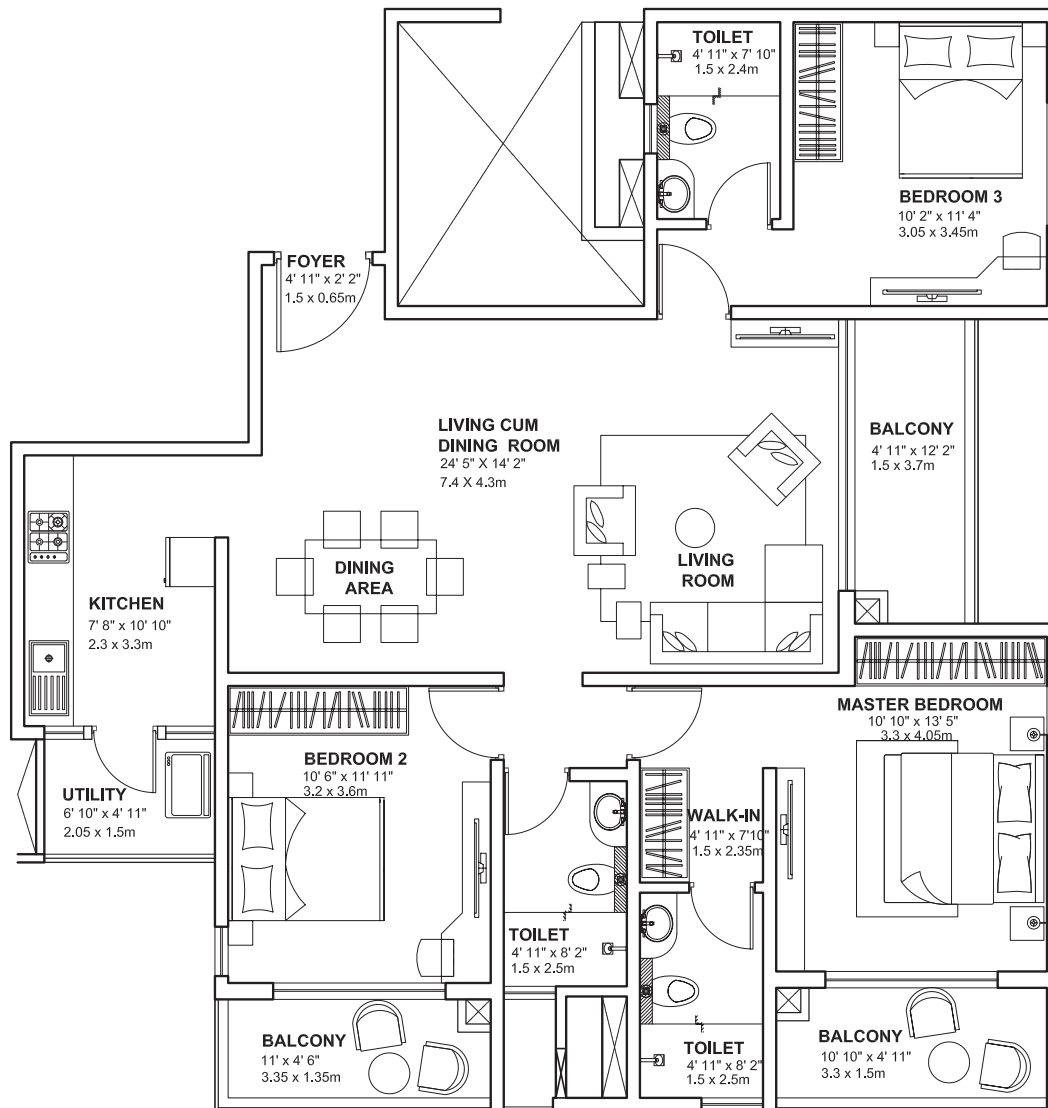 TOILET
4' 11" x 7' 10"
1.5 x 2.4m
BEDROOM 3
10' 2" x 11' 4"
3.05 x 3.45m
FOYER
4' 11" x 2' 2"
1.5 x 0.65m
LIVING CUM
DINING ROOM
24' 5" X 14' 2"
7.4 X 4.3m
BALCONY
4' 11" x 12' 2"
1.5 x 3.7m
DINING
AREA
LIVING
ROOM
KITCHEN
7' 8" x 10' 10"
2.3 x 3.3m
MASTER BEDROOM
10' 10" x 13' 5"
3.3 x 4.05m
BEDROOM 2
10' 6" x 11' 11"
3.2 x 3.6m
UTILITY
6' 10" x 4' 11"
2.05 x 1.5m
WALK-IN
4' 11" x 7'10"
1.5 x 2.35m
TOILET
4' 11" x 8' 2"
1.5 x 2.5m
BALCONY
11' x 4' 6"
3.35 x 1.35m
TOILET
4' 11" x 8' 2"
1.5 x 2.5m
BALCONY
10' 10" x 4' 11"
3.3 x 1.5m